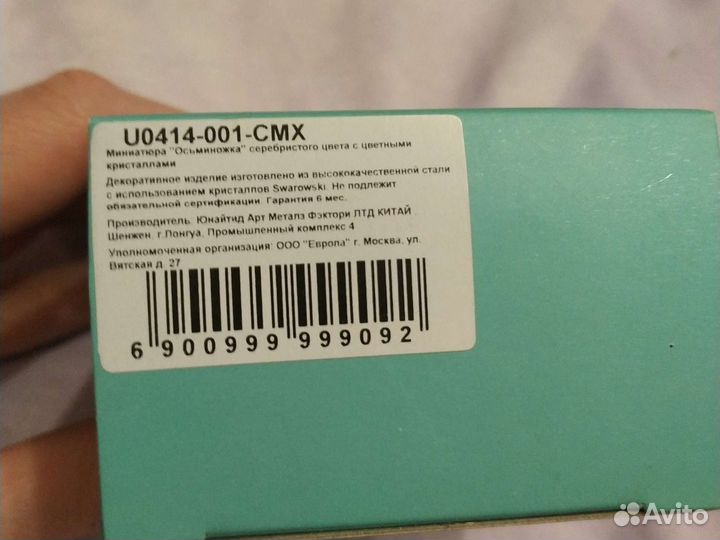 U0414-001-CMX
Миниатюра "Осьминожка" серебристого цвета с цветными
кристаллами
Декоративное изделие изготовлено из высококачественной стали
с использованием кристаллов Swarowski. Не подлежит
обязательной сертификации. Гарантия 6 мес.
Производитель. Юнайтид Арт Металз Фэктори ЛТД КИТАЙ
Шенжен. г.Лонгуа, Промышленный комплекс 4
Уполномоченная организация: ООО "Европа" г. Москва, ул.
Вятская д. 27
6 900999 999092
Avito